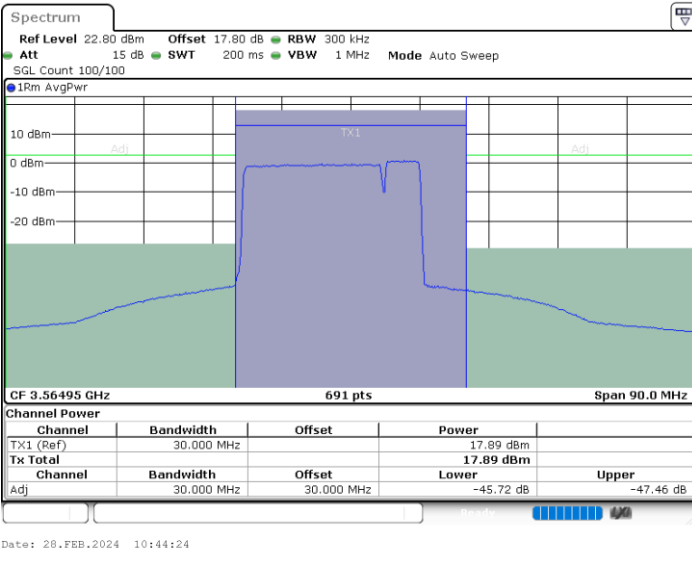 Spectrum
Ref Level 22.80 dBm Offset 17.80 dB RBW 300 kHz
Att 15 dB SWT 200 ms VBW 1 MHz Mode Auto Sweep
SGL Count 100/100
1Rm AvgPwr
10 dBm
TX1
Adj Adj
0 dBm
-10 dBm
-20 dBm
CF 3.56495 GHz 691 pts Span 90.0 MHz
Channel Power
Channel Bandwidth Offset Power
TX1 (Ref) 30.000 MHz 17.89 dBm
Tx Total 17.89 dBm
Channel Bandwidth Offset Lower Upper
Adj 30.000 MHz 30.000 MHz -45.72 dB -47.46 dB
Ready
Date: 28.FEB.2024 10:44:24